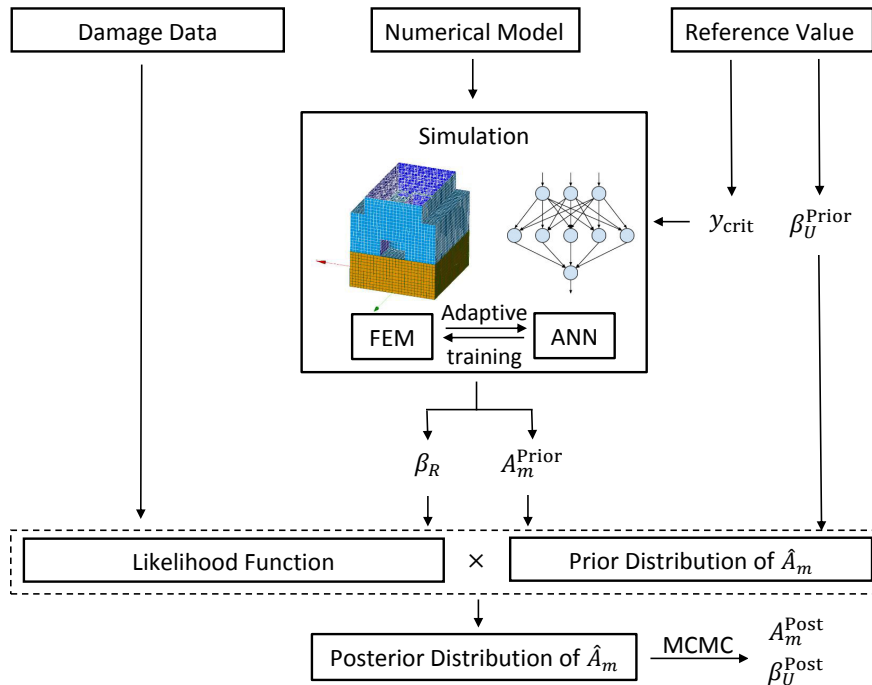 Damage Data
Numerical Model
Reference Value
Simulation
y_crit
β_U^Prior
Adaptive
FEM
ANN
training
β_R
A_m^Prior
Likelihood Function
×
Prior Distribution of Â_m
Posterior Distribution of Â_m
MCMC
A_m^Post
β_U^Post